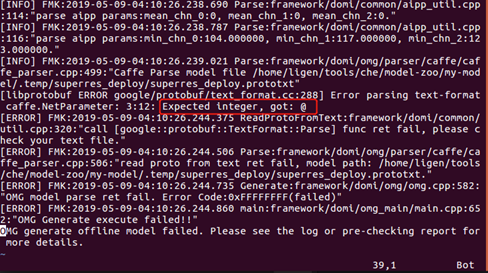 [INFO] FMK:2019-05-09-04:10:26.238.690 Parse:framework/domi/common/aipp_util.cpp
:114:"parse aipp params:mean_chn_0:0, mean_chn_1:0, mean_chn_2:0."
[INFO] FMK:2019-05-09-04:10:26.238.787 Parse:framework/domi/common/aipp_util.cpp
:116:"parse aipp params:min_chn_0:104.000000, min_chn_1:117.000000, min_chn_2:12
3.000000."
[INFO] FMK:2019-05-09-04:10:26.239.021 Parse:framework/domi/omg/parser/caffe/caf
fe_parser.cpp:499:"Caffe Parse model file /home/ligen/tools/che/model-zoo/my-mod
el/.temp/superres_deploy/superres_deploy.prototxt"
[libprotobuf ERROR google/protobuf/text_format.cc:288] Error parsing text-format
 caffe.NetParameter: 3:12: Expected integer, got: @
[ERROR] FMK:2019-05-09-04:10:26.244.375 ReadProtoFromText:framework/domi/common/
util.cpp:320:"call [google::protobuf::TextFormat::Parse] func ret fail, please c
heck your text file."
[ERROR] FMK:2019-05-09-04:10:26.244.506 Parse:framework/domi/omg/parser/caffe/ca
ffe_parser.cpp:506:"read proto from text ret fail, model path: /home/ligen/tools
/che/model-zoo/my-model/.temp/superres_deploy/superres_deploy.prototxt."
[ERROR] FMK:2019-05-09-04:10:26.244.735 Generate:framework/domi/omg/omg.cpp:582:
"OMG model parse ret fail. Error Code:0xFFFFFFFF(failed)"
[ERROR] FMK:2019-05-09-04:10:26.244.860 main:framework/domi/omg_main/main.cpp:65
2:"OMG Generate execute failed!!"
OMG generate offline model failed. Please see the log or pre-checking report for
 more details.
~
39,1 Bot